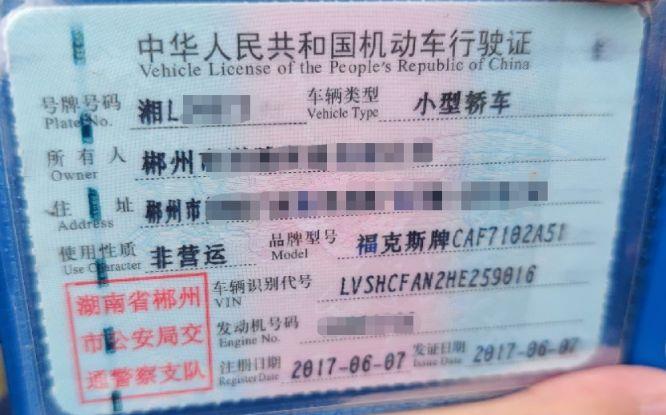 中华人民共和国机动车行驶证
Vehicle License of the People's Republic of China
号牌号码 湘L 车辆类型 小型轿车
Plate No. Vehicle Type
所有人 郴州
Owner
住址 郴州市
Address
使用性质 非营运 品牌型号 福克斯牌CAF7102A51
Use Character Model
湖南省郴州
市公安局交
通警察支队
车辆识别代号 LVSHCFAN2HE259016
VIN
发动机号码
Engine No.
注册日期 2017-06-07 发证日期 2017-06-07
Register Date Issue Date